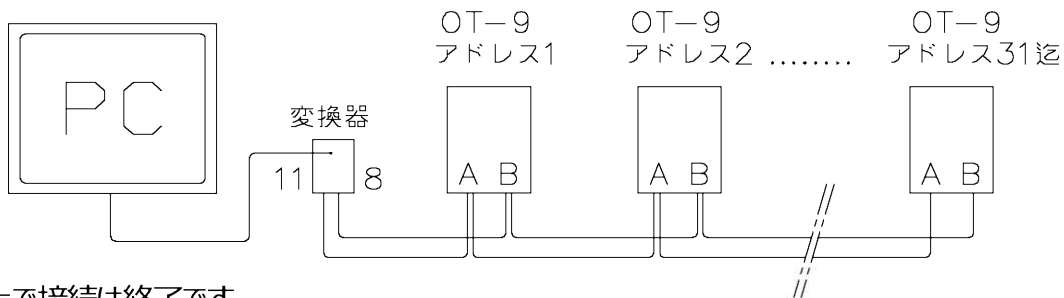 OT-9 OT-9 OT-9
アドレス1 アドレス2 ........ アドレス31迄
PC
変換器
11 8 A B A B A B
で接続は終了です